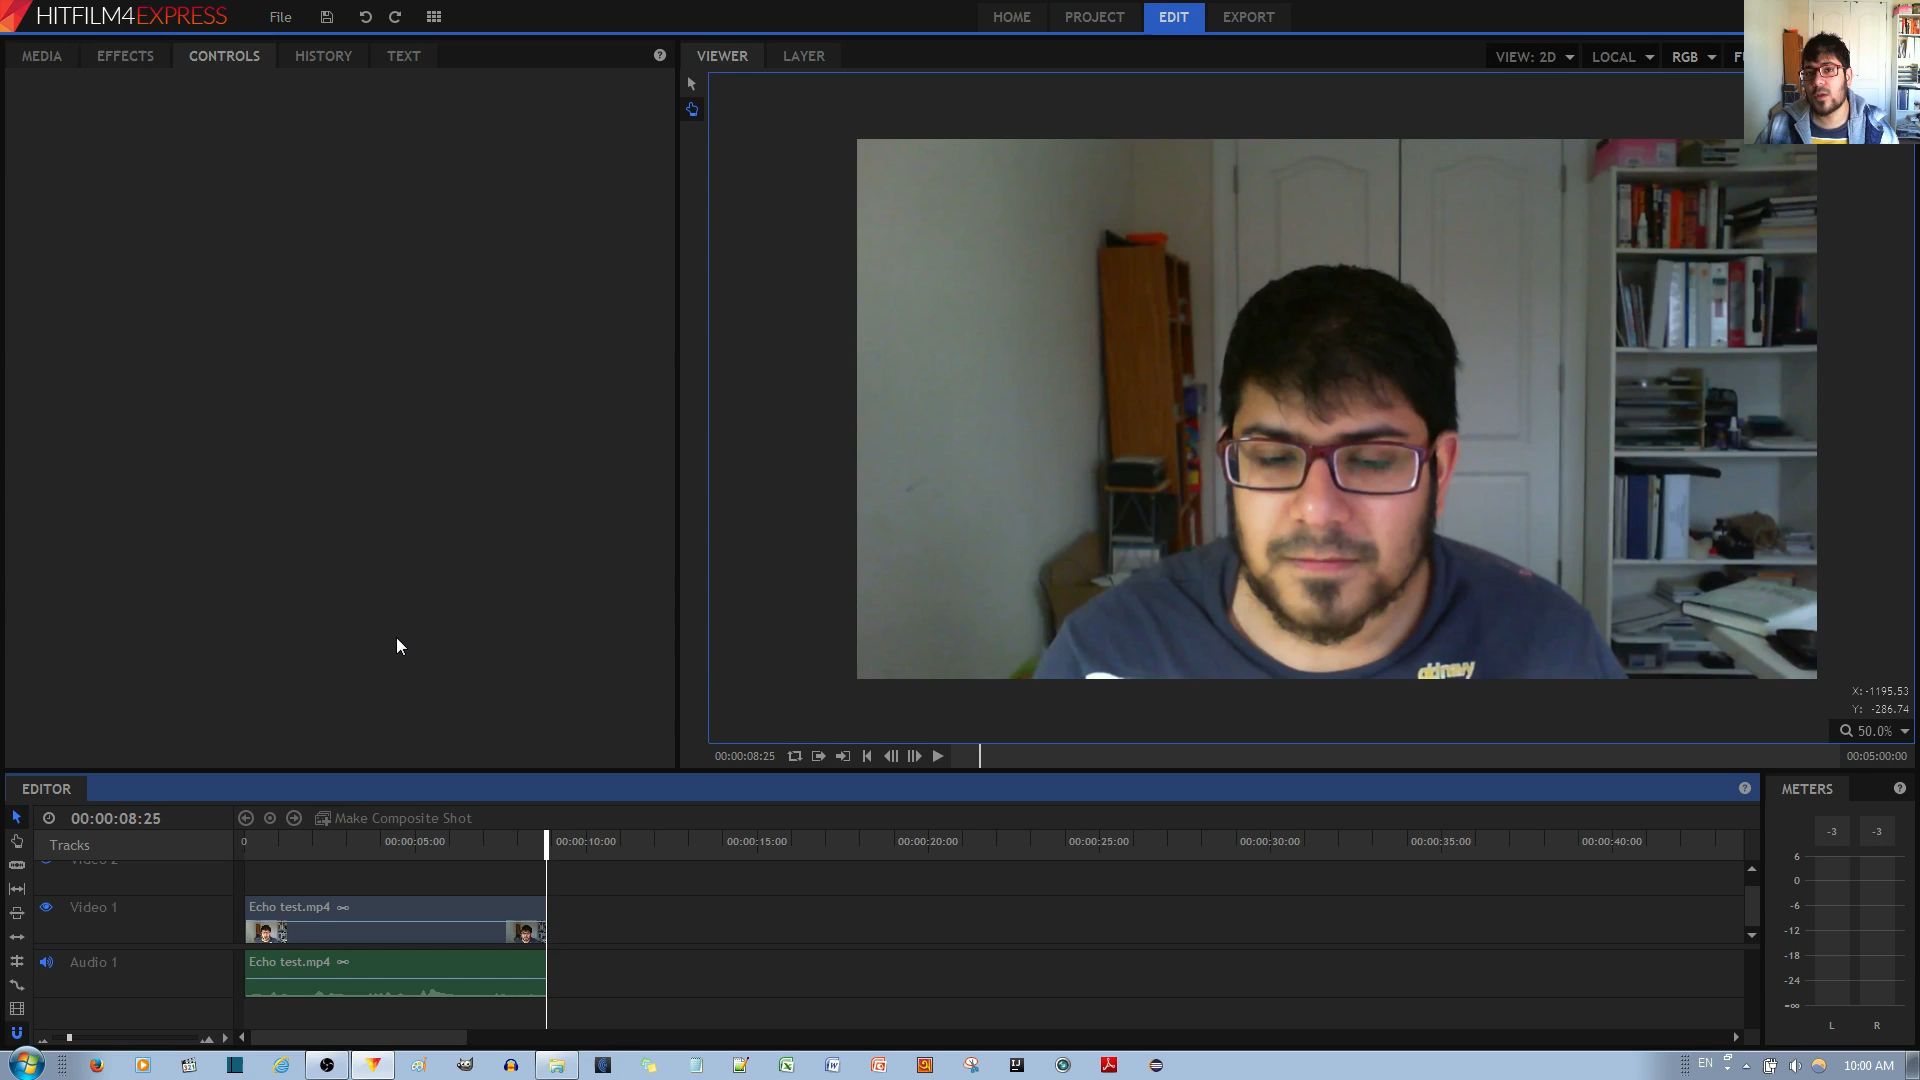 HITFILM4EXPRESS
File
HOME
PROJECT
EDIT
EXPORT
MEDIA
EFFECTS
CONTROLS
HISTORY
TEXT
VIEWER
LAYER
VIEW: 2D
LOCAL
RGB
oldnavy
X: -1195.53
Y: -286.74
50.0%
00:00:08:25
00:05:00:00
EDITOR
METERS
00:00:08:25
Make Composite Shot
Tracks
0
00:00:05:00
00:00:10:00
00:00:15:00
00:00:20:00
00:00:25:00
00:00:30:00
00:00:35:00
00:00:40:00
Video 2
Video 1
Echo test.mp4
Audio 1
Echo test.mp4
-3
-3
6
0
-6
-12
-18
-24
-∞
L
R
EN
10:00 AM